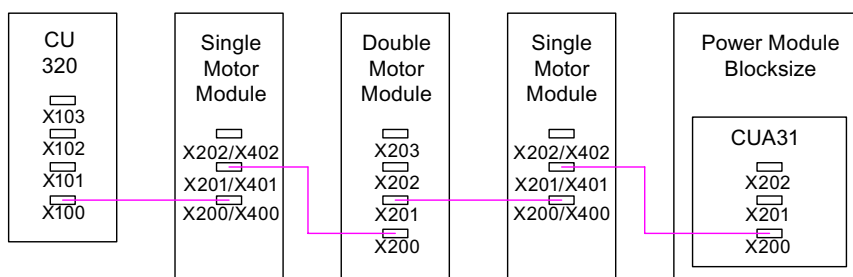 CU
320
X103
X102
X101
X100
Single
Motor
Module
X202/X402
X201/X401
X200/X400
Double
Motor
Module
X203
X202
X201
X200
Single
Motor
Module
X202/X402
X201/X401
X200/X400
Power Module
Blocksize
CUA31
X202
X201
X200